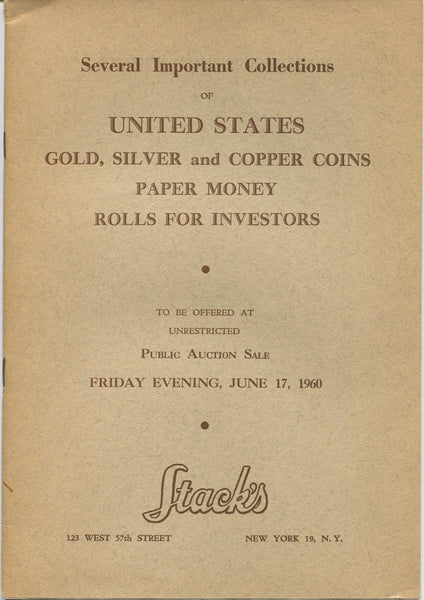 Several Important Collections
OF
UNITED STATES
GOLD, SILVER and COPPER COINS
PAPER MONEY
ROLLS FOR INVESTORS
TO BE OFFERED AT
UNRESTRICTED
PUBLIC AUCTION SALE
FRIDAY EVENING, JUNE 17, 1960
Stack's
123 WEST 57th STREET NEW YORK 19, N. Y.